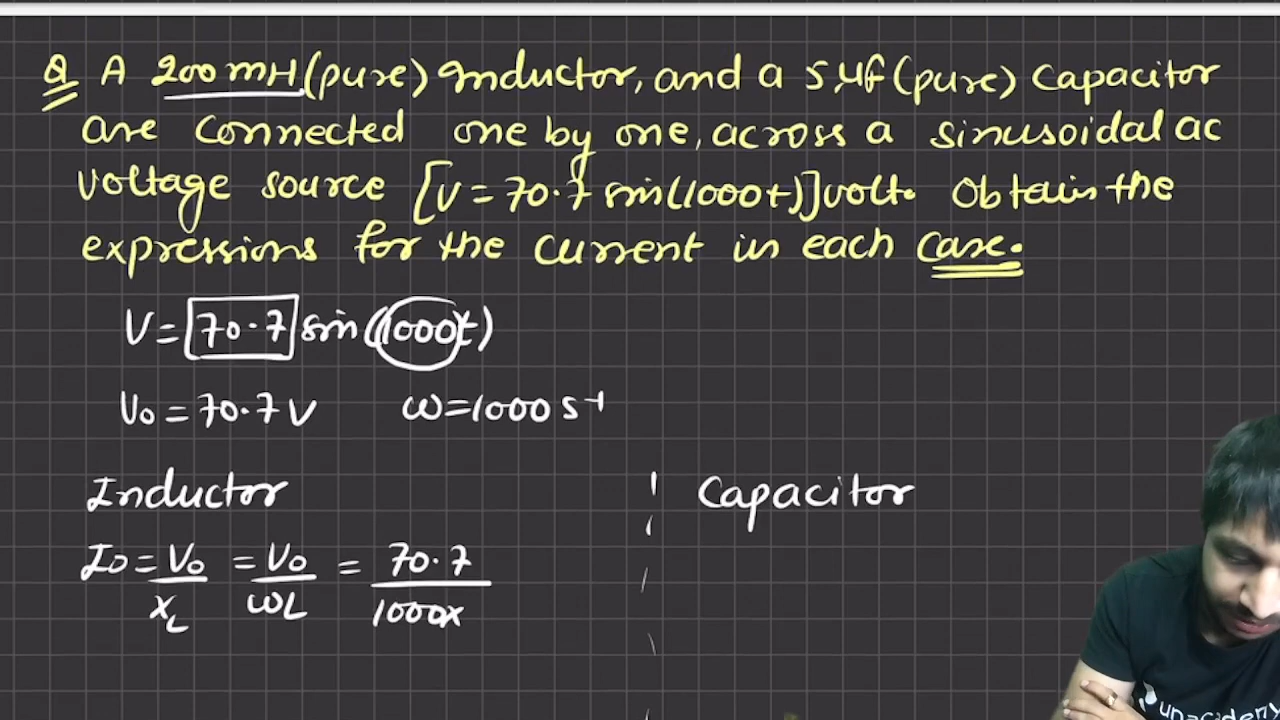 Q A 200 mH (pure) Inductor, and a 5 μf (pure) Capacitor
are connected one by one, across a sinusoidal ac
voltage source [V = 70.7 sin(1000t)] volt. Obtain the
expressions for the current in each case.
V = 70.7 sin(1000t)
V₀ = 70.7 V ω = 1000 s⁻¹
Inductor
Capacitor
I₀ = V₀/X_L = V₀/ωL = 70.7/1000x
unacademy